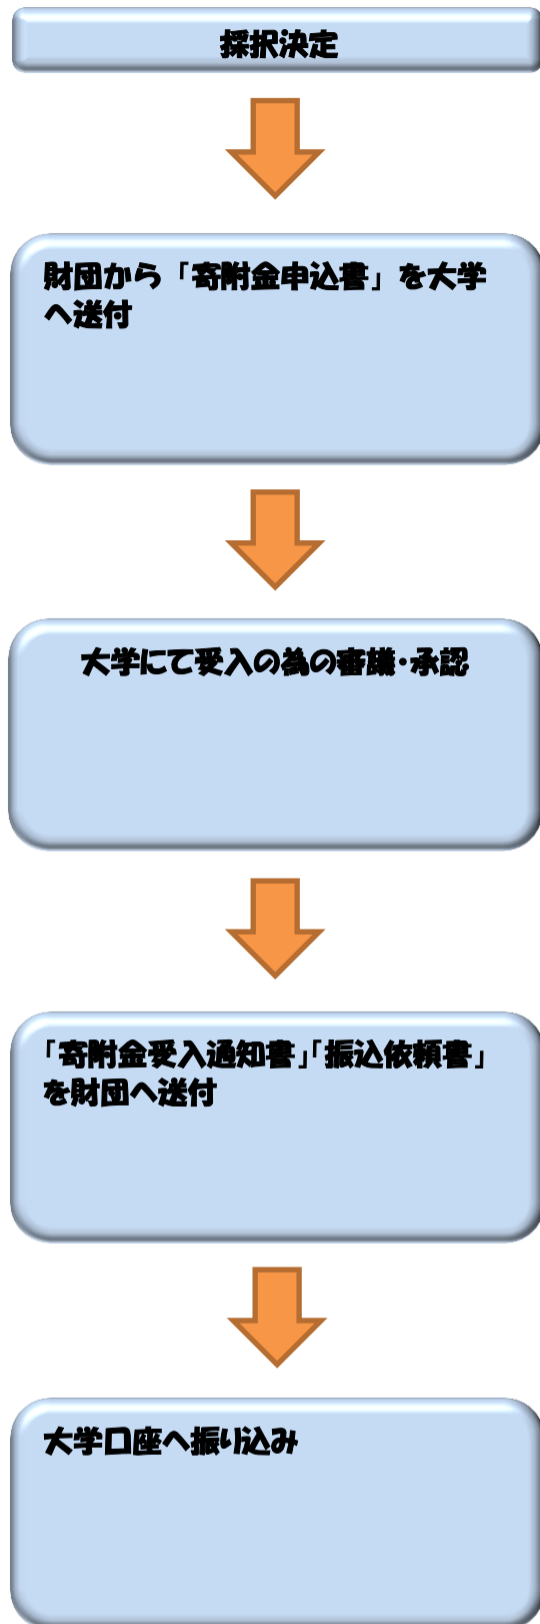 採択決定
財団から「寄附金申込書」を大学
へ送付
大学にて受入の為の審議・承認
「寄附金受入通知書」「振込依頼書」
を財団へ送付
大学口座へ振り込み